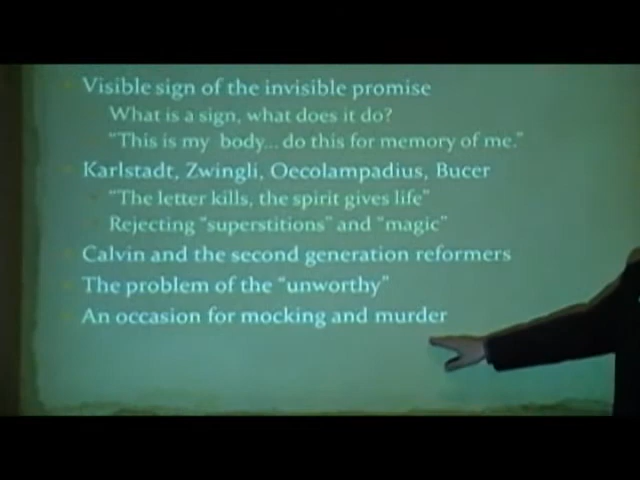 Visible sign of the invisible promise
What is a sign, what does it do?
"This is my body... do this for memory of me."
Karlstadt, Zwingli, Oecolampadius, Bucer
"The letter kills, the spirit gives life"
Rejecting "superstitions" and "magic"
Calvin and the second generation reformers
The problem of the "unworthy"
An occasion for mocking and murder